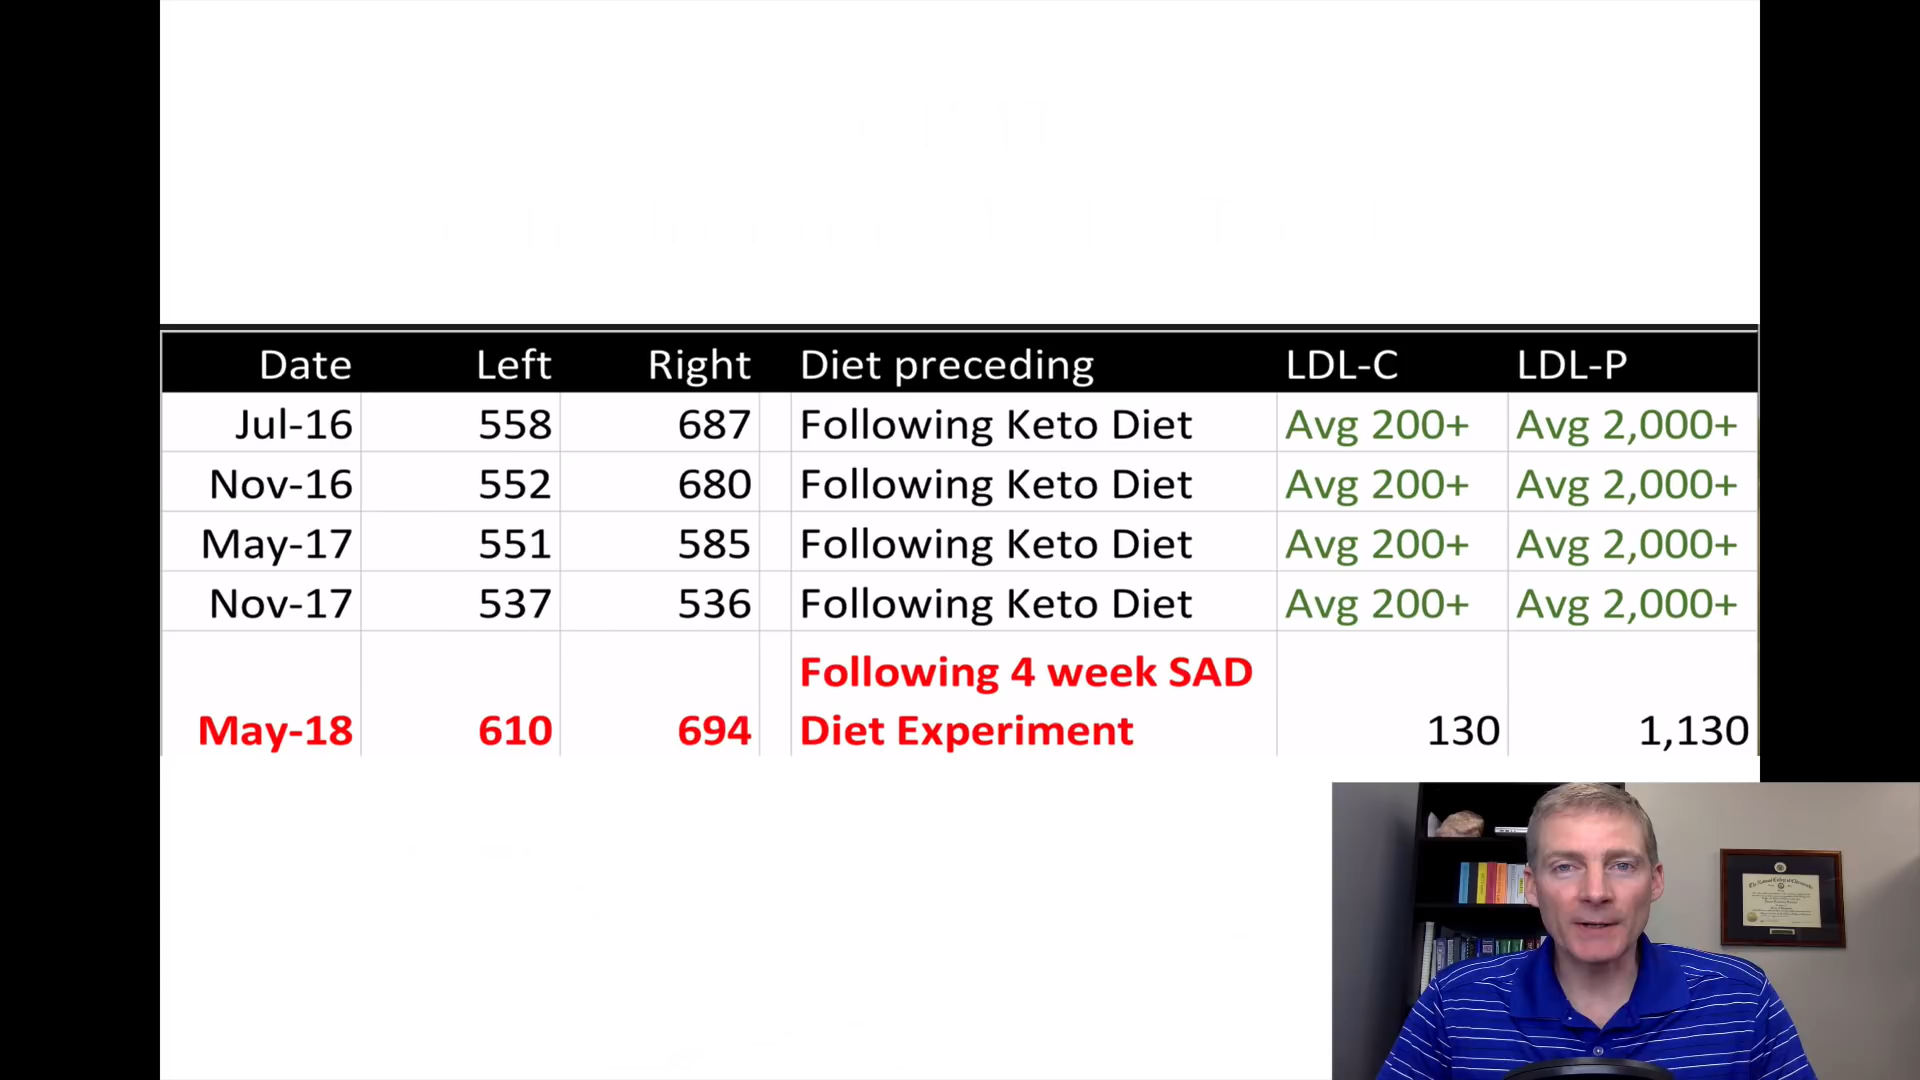 Date Left Right Diet preceding LDL-C LDL-P
Jul-16 558 687 Following Keto Diet Avg 200+ Avg 2,000+
Nov-16 552 680 Following Keto Diet Avg 200+ Avg 2,000+
May-17 551 585 Following Keto Diet Avg 200+ Avg 2,000+
Nov-17 537 536 Following Keto Diet Avg 200+ Avg 2,000+
Following 4 week SAD
May-18 610 694 Diet Experiment 130 1,130